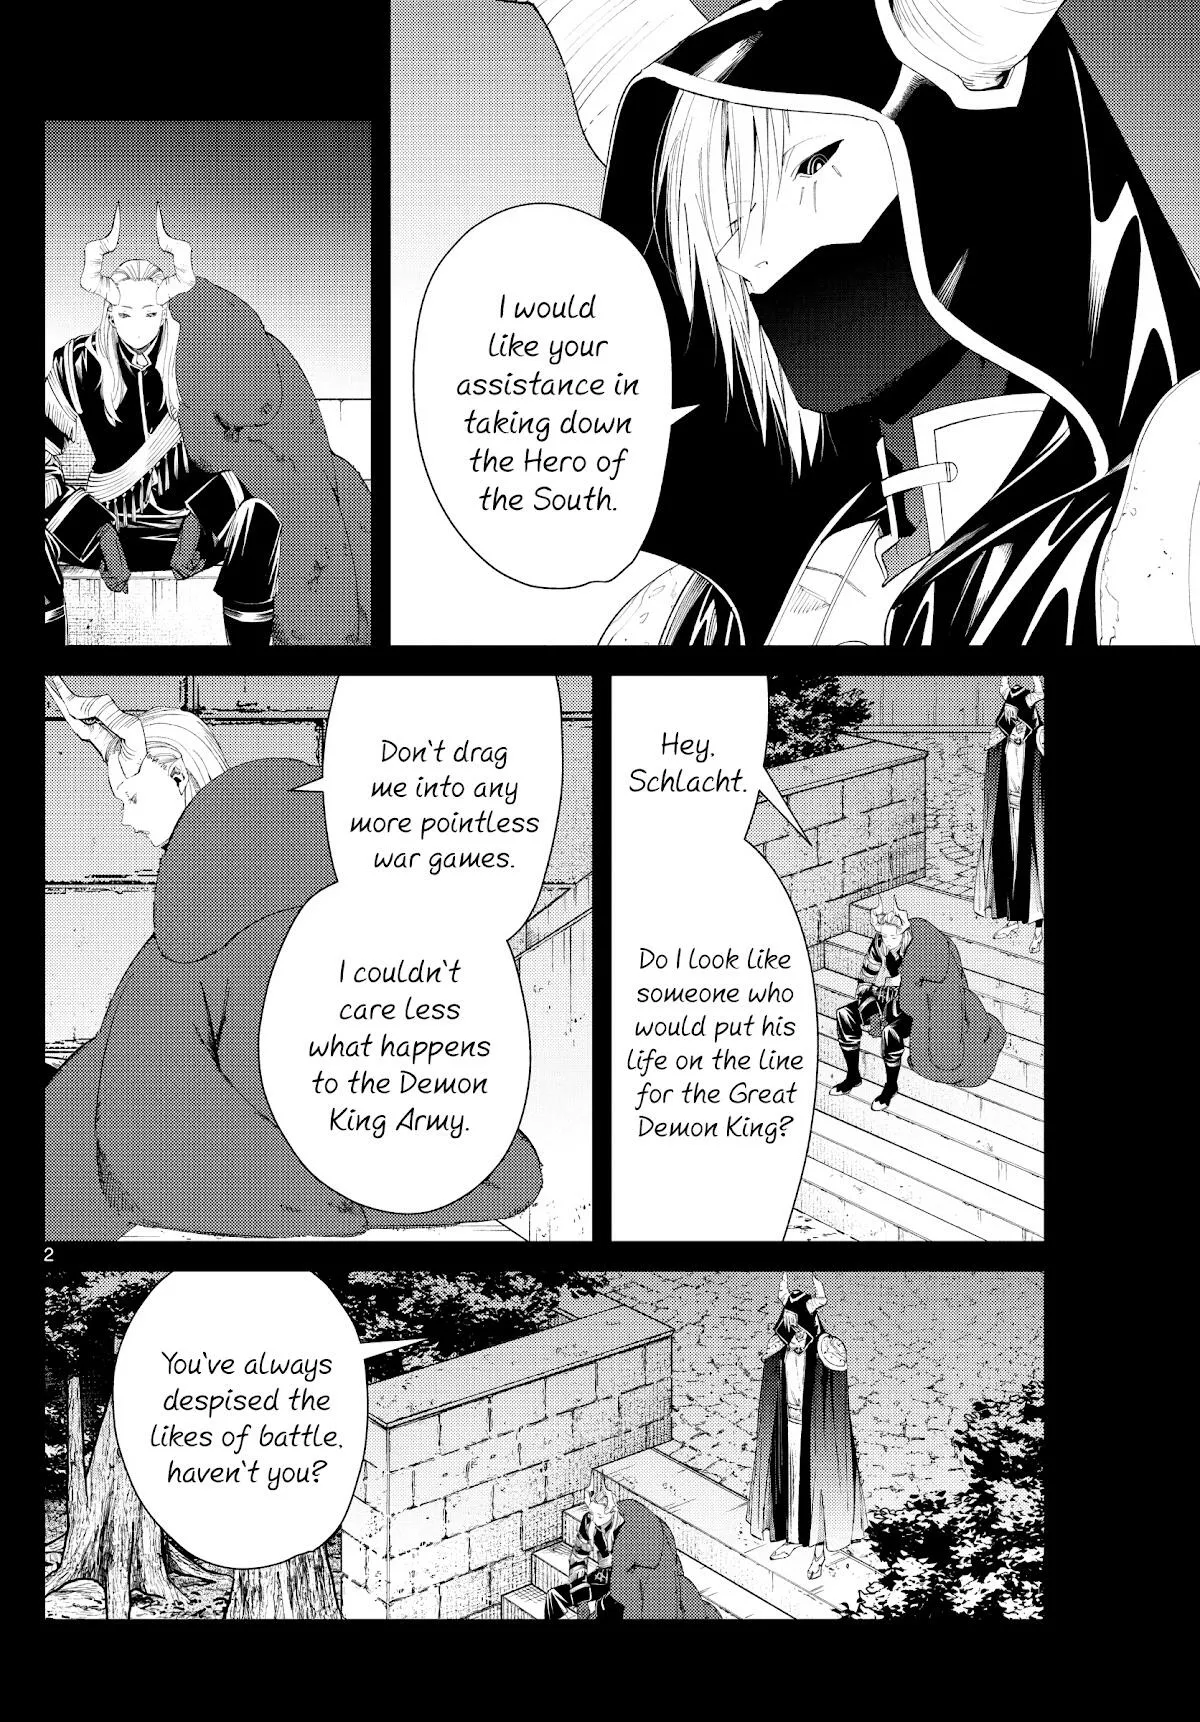 I would
like your
assistance in
taking down
the Hero of
the South.
Hey,
Schlacht.
Do I look like
someone who
would put his
life on the line
for the Great
Demon King?
Don't drag
me into any
more pointless
war games.
I couldn't
care less
what happens
to the Demon
King Army.
2
You've always
despised the
likes of battle,
haven't you?